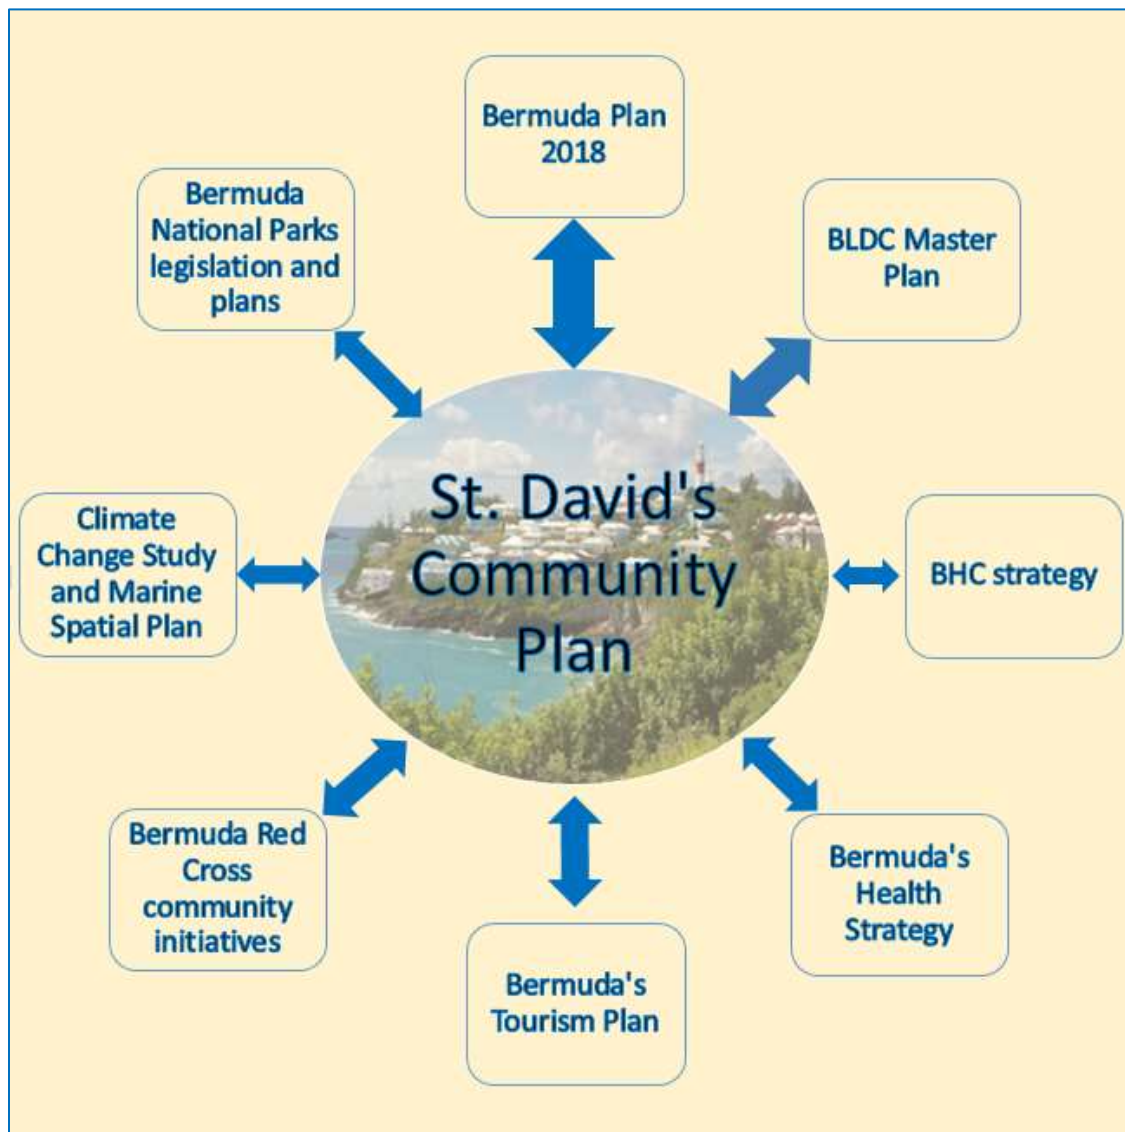 Bermuda Plan
2018
BLDC Master
Plan
BHC strategy
Bermuda's
Health
Strategy
Bermuda's
Tourism Plan
Bermuda Red
Cross
community
initiatives
Climate
Change Study
and Marine
Spatial Plan
Bermuda
National Parks
legislation and
plans
St. David's
Community
Plan